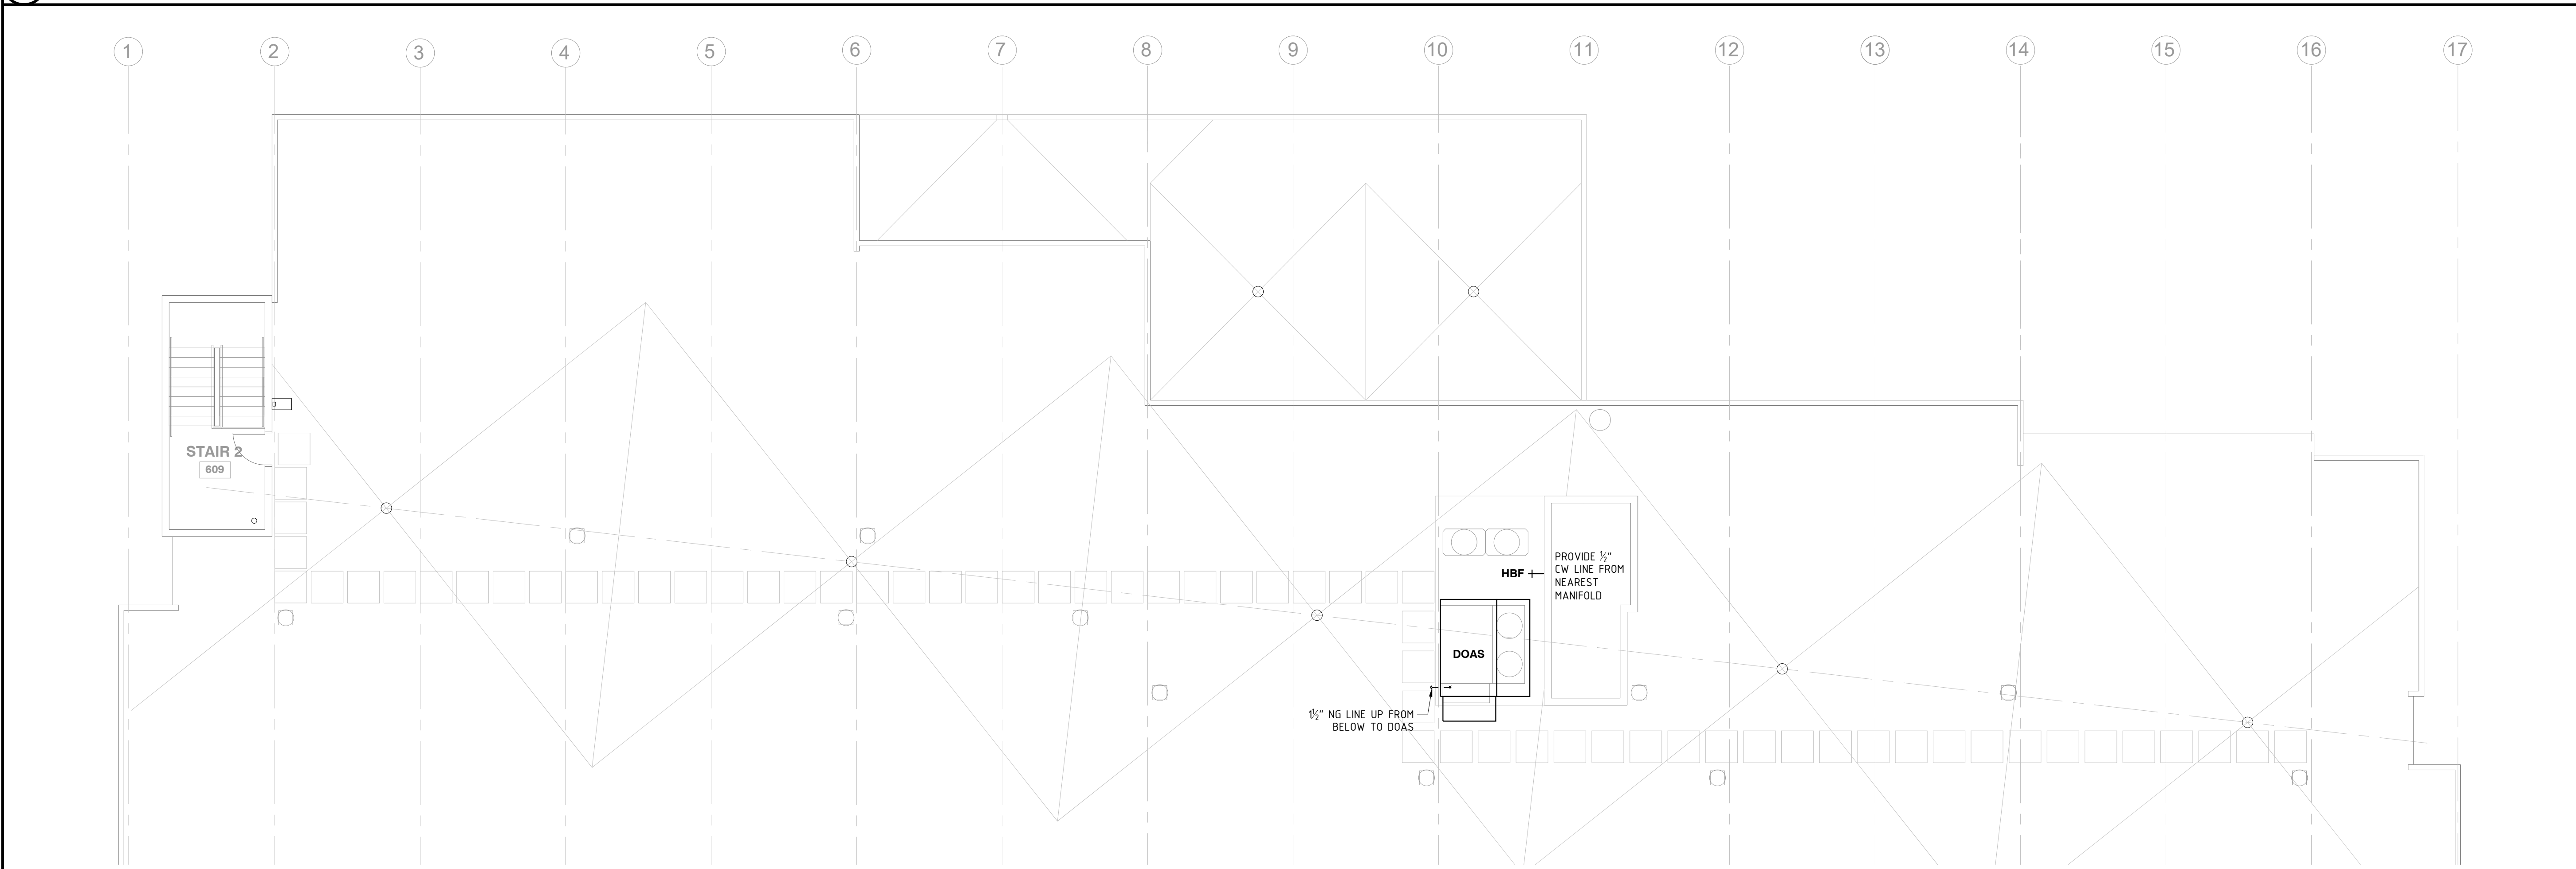 1 2 3 4 5 6 7 8 9 10 11 12 13 14 15 16 17
STAIR 2
609
PROVIDE ½"
CW LINE FROM
NEAREST
MANIFOLD
HBF
DOAS
1½" NG LINE UP FROM
BELOW TO DOAS